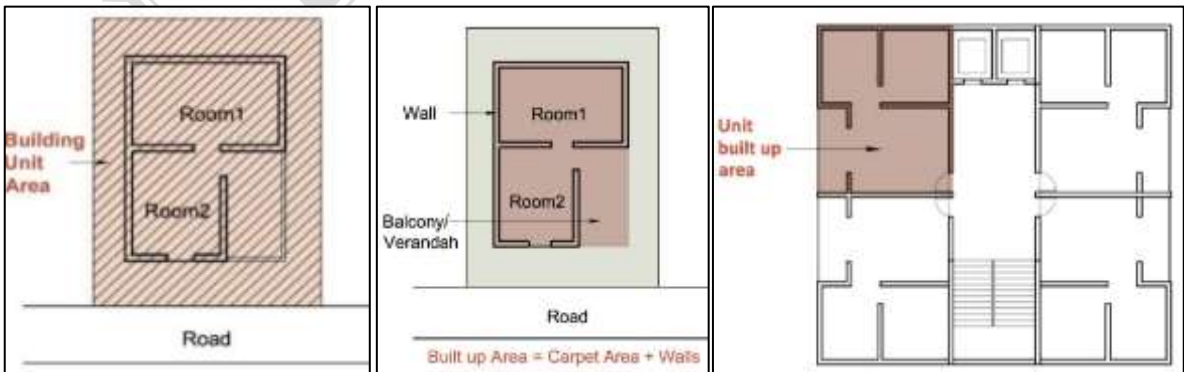 Building
Unit
Area
Room1
Room2
Road
Wall
Room1
Room2
Balcony/
Verandah
Road
Built up Area = Carpet Area + Walls
Unit
built up
area